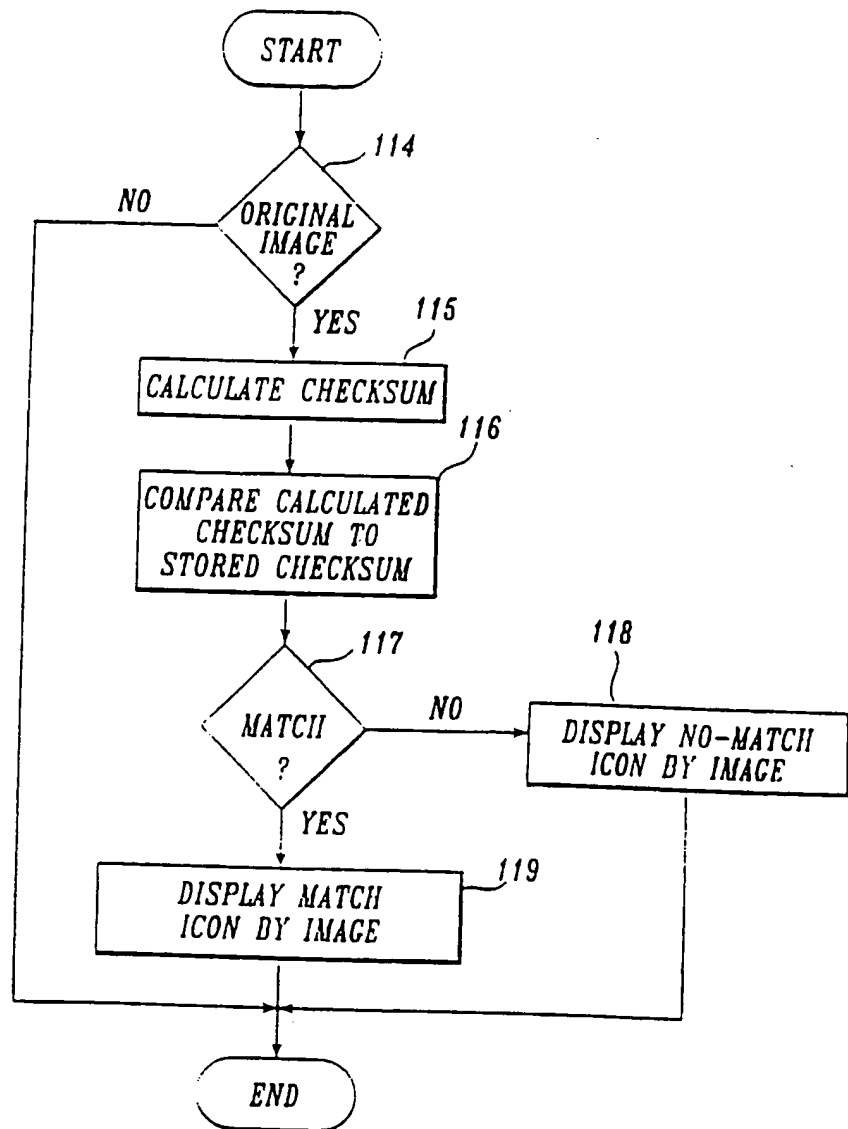 START
114
NO
ORIGINAL
IMAGE
?
YES
115
CALCULATE CHECKSUM
116
COMPARE CALCULATED
CHECKSUM TO
STORED CHECKSUM
117
118
MATCH
?
NO
DISPLAY NO-MATCH
ICON BY IMAGE
YES
119
DISPLAY MATCH
ICON BY IMAGE
END